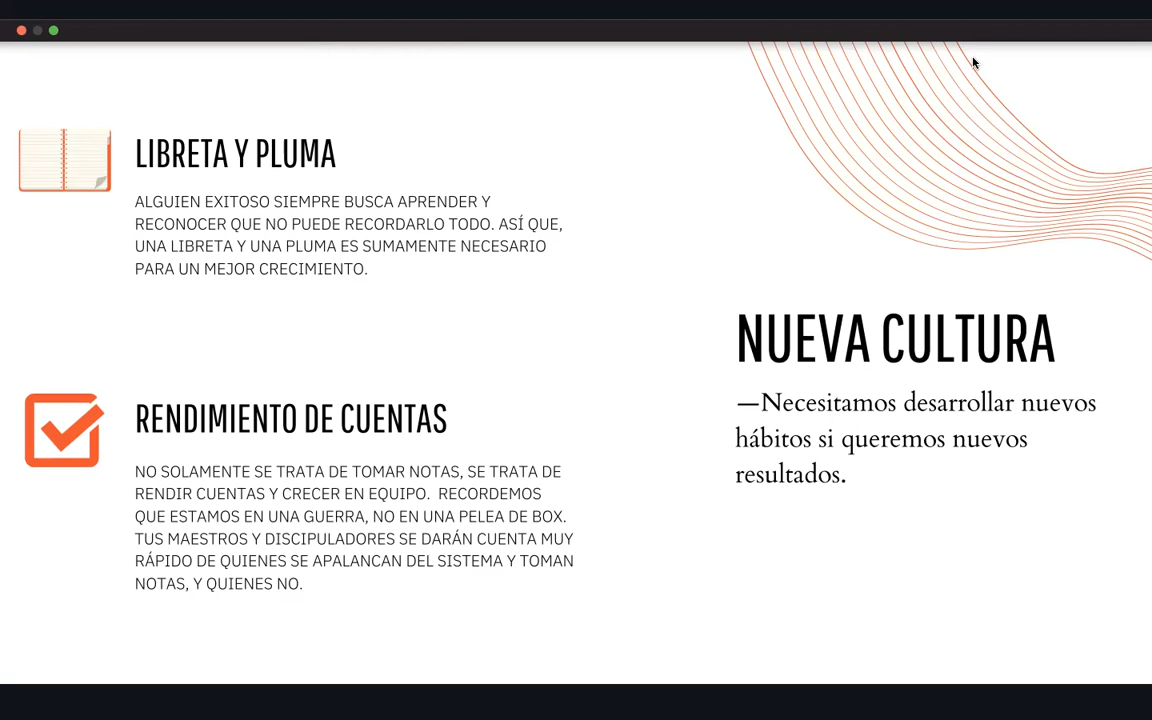 LIBRETA Y PLUMA
ALGUIEN EXITOSO SIEMPRE BUSCA APRENDER Y
RECONOCER QUE NO PUEDE RECORDARLO TODO. ASÍ QUE,
UNA LIBRETA Y UNA PLUMA ES SUMAMENTE NECESARIO
PARA UN MEJOR CRECIMIENTO.
RENDIMIENTO DE CUENTAS
NO SOLAMENTE SE TRATA DE TOMAR NOTAS, SE TRATA DE
RENDIR CUENTAS Y CRECER EN EQUIPO.  RECORDEMOS
QUE ESTAMOS EN UNA GUERRA, NO EN UNA PELEA DE BOX.
TUS MAESTROS Y DISCIPULADORES SE DARÁN CUENTA MUY
RÁPIDO DE QUIENES SE APALANCAN DEL SISTEMA Y TOMAN
NOTAS, Y QUIENES NO.
NUEVA CULTURA
—Necesitamos desarrollar nuevos
hábitos si queremos nuevos
resultados.